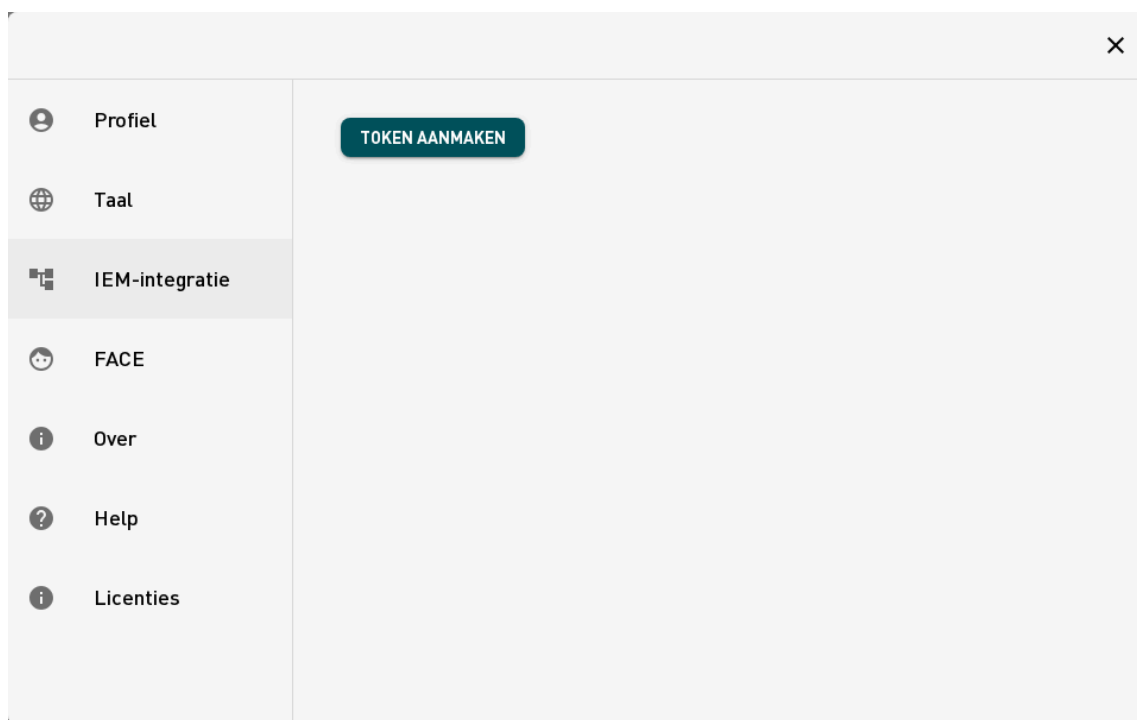 Profiel
TOKEN AANMAKEN
Taal
IEM-integratie
FACE
Over
Help
Licenties